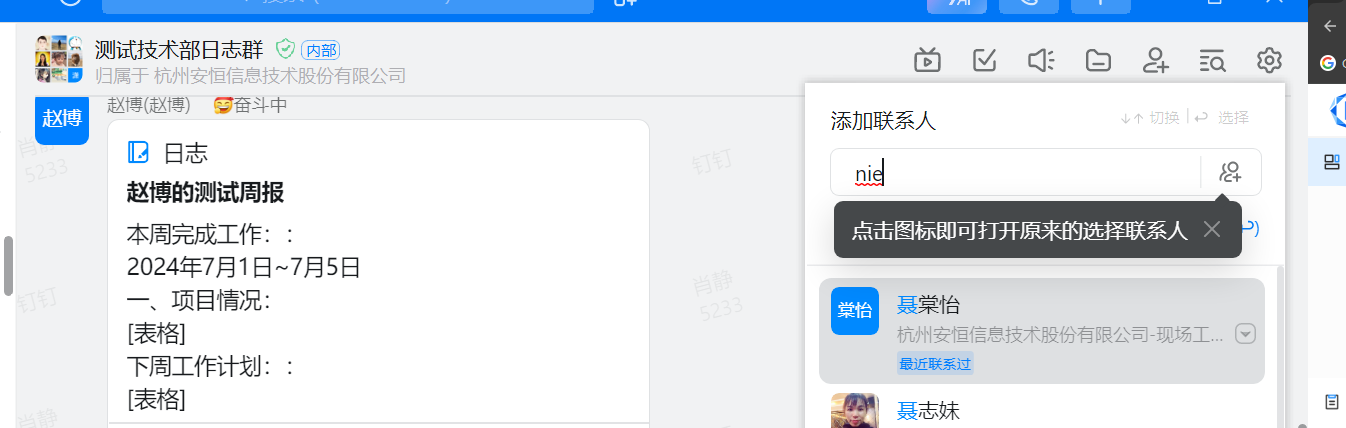 测试技术部日志群 内部
归属于 杭州安恒信息技术股份有限公司
赵博
赵博(赵博) 奋斗中
日志
赵博的测试周报
本周完成工作：:
2024年7月1日~7月5日
一、项目情况:
[表格]
下周工作计划：:
[表格]
添加联系人
切换 选择
nie
点击图标即可打开原来的选择联系人
棠怡
聂棠怡
杭州安恒信息技术股份有限公司-现场工...
最近联系过
聂志妹
肖静
5233
钉钉
钉钉
肖静
5233
肖静